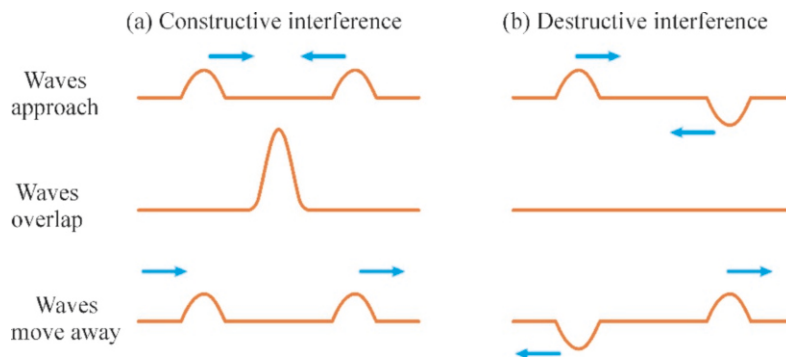 (a) Constructive interference
(b) Destructive interference
Waves
approach
Waves
overlap
Waves
move away